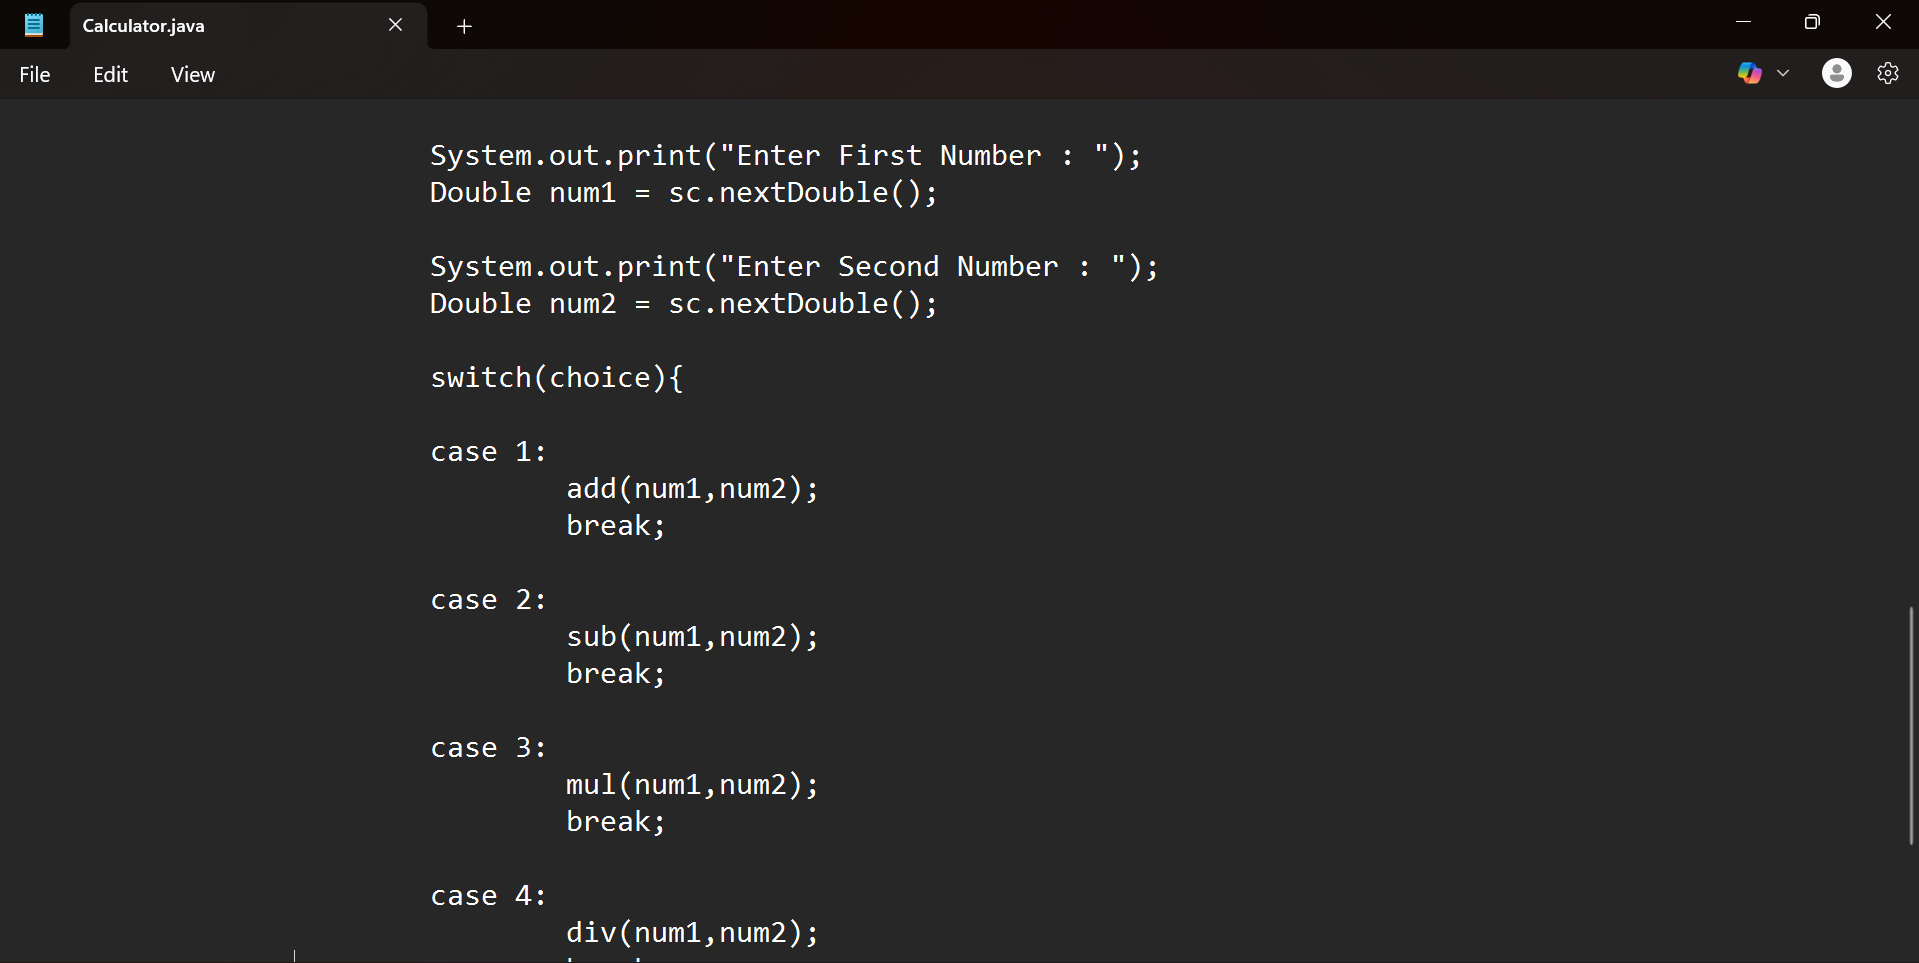 Calculator.java
File Edit View
System.out.print("Enter First Number : ");
Double num1 = sc.nextDouble();
System.out.print("Enter Second Number : ");
Double num2 = sc.nextDouble();
switch(choice){
case 1:
add(num1,num2);
break;
case 2:
sub(num1,num2);
break;
case 3:
mul(num1,num2);
break;
case 4:
div(num1,num2);